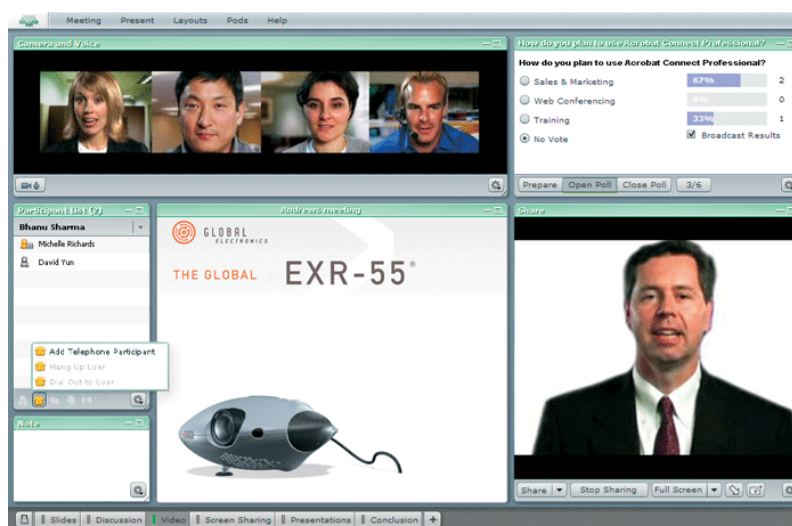 Meeting Present Layouts Pods Help
Camera and Voice
How do you plan to use Acrobat Connect Professional?
How do you plan to use Acrobat Connect Professional?
Sales & Marketing 67% 2
Web Conferencing 0% 0
Training 33% 1
No Vote Broadcast Results
Prepare Open Poll Close Poll 3/6
Participant List (2)
Bhanu Sharma
Michelle Richards
David Yun
Add Telephone Participant
Hang Up User
Dial Out to User
Note
Andrews meeting
GLOBAL
ELECTRONICS
THE GLOBAL EXR-55®
Share
Share Stop Sharing Full Screen
Slides Discussion Video Screen Sharing Presentations Conclusion +